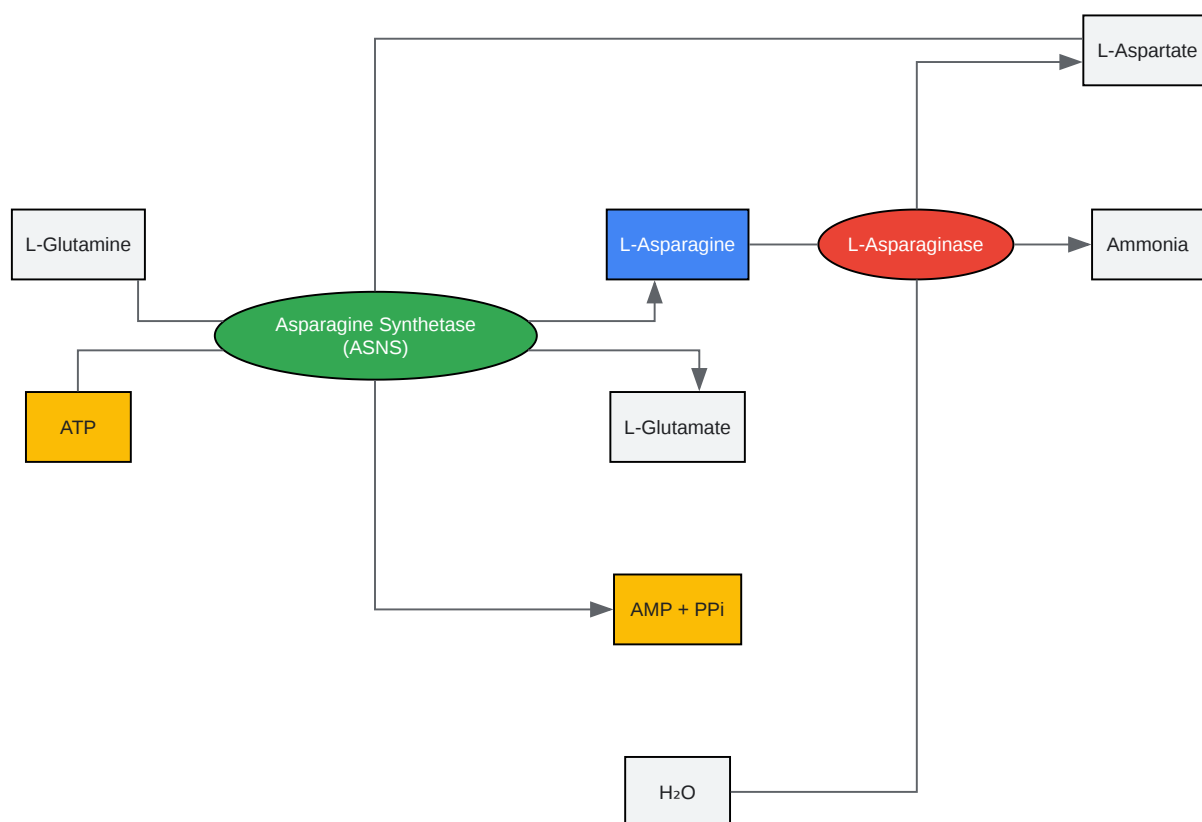 L-Aspartate
L-Glutamine
L-Asparagine
L-Asparaginase
Ammonia
Asparagine Synthetase
(ASNS)
ATP
L-Glutamate
AMP + PPi
H₂O